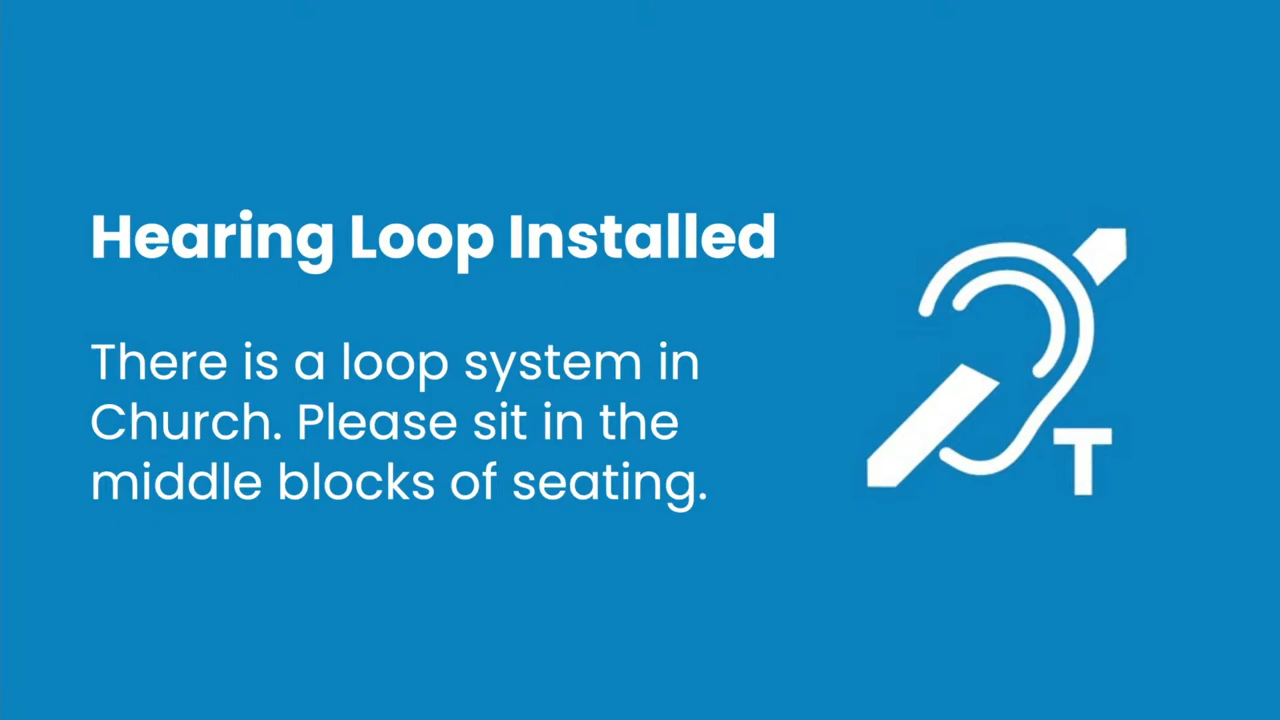 Hearing Loop Installed
There is a loop system in
Church. Please sit in the
middle blocks of seating.
T